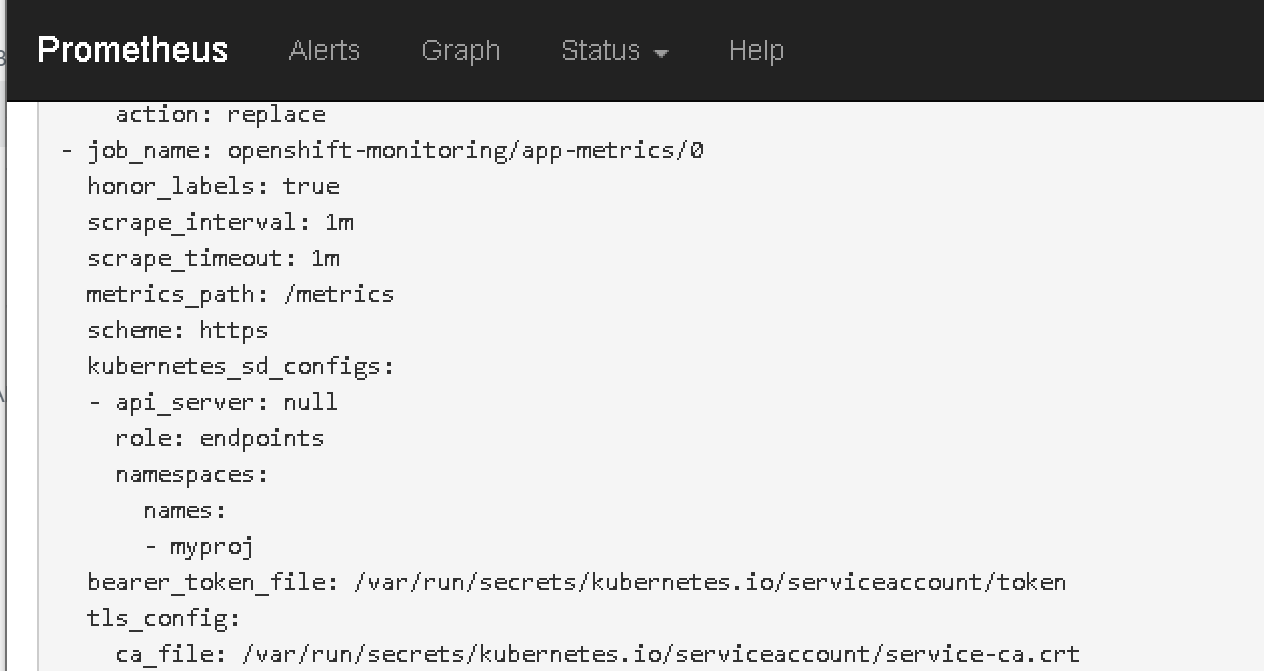 Prometheus Alerts Graph Status Help
action: replace
- job_name: openshift-monitoring/app-metrics/0
honor_labels: true
scrape_interval: 1m
scrape_timeout: 1m
metrics_path: /metrics
scheme: https
kubernetes_sd_configs:
- api_server: null
role: endpoints
namespaces:
names:
- myproj
bearer_token_file: /var/run/secrets/kubernetes.io/serviceaccount/token
tls_config:
ca_file: /var/run/secrets/kubernetes.io/serviceaccount/service-ca.crt